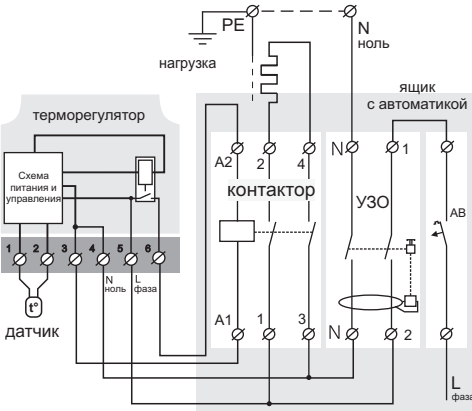 PE
N
ноль
нагрузка
ящик
с автоматикой
терморегулятор
Схема
питания и
управления
A2
2
4
N
1
контактор
УЗО
АВ
1
2
3
4
5
6
N
ноль
L
фаза
t°
датчик
A1
1
3
N
2
L
фаза